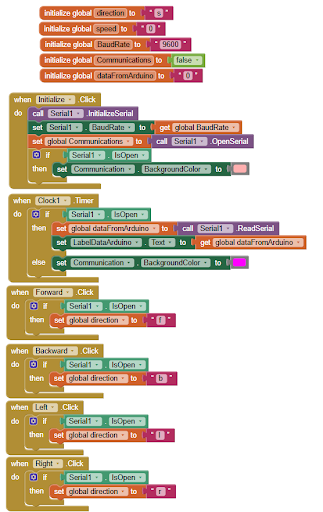 initialize global direction to " s "
initialize global speed to " 0 "
initialize global BaudRate to " 9600 "
initialize global Communications to false
initialize global dataFromArduino to " 0 "
when Initialize .Click
do call Serial1 .InitializeSerial
set Serial1 . BaudRate to get global BaudRate
set global Communications to call Serial1 .OpenSerial
if Serial1 . IsOpen
then set Communication . BackgroundColor to
when Clock1 .Timer
do if Serial1 . IsOpen
then set global dataFromArduino to call Serial1 .ReadSerial
set LabelDataArduino . Text to get global dataFromArduino
else set Communication . BackgroundColor to
when Forward .Click
do if Serial1 . IsOpen
then set global direction to " f "
when Backward .Click
do if Serial1 . IsOpen
then set global direction to " b "
when Left .Click
do if Serial1 . IsOpen
then set global direction to " l "
when Right .Click
do if Serial1 . IsOpen
then set global direction to " r "